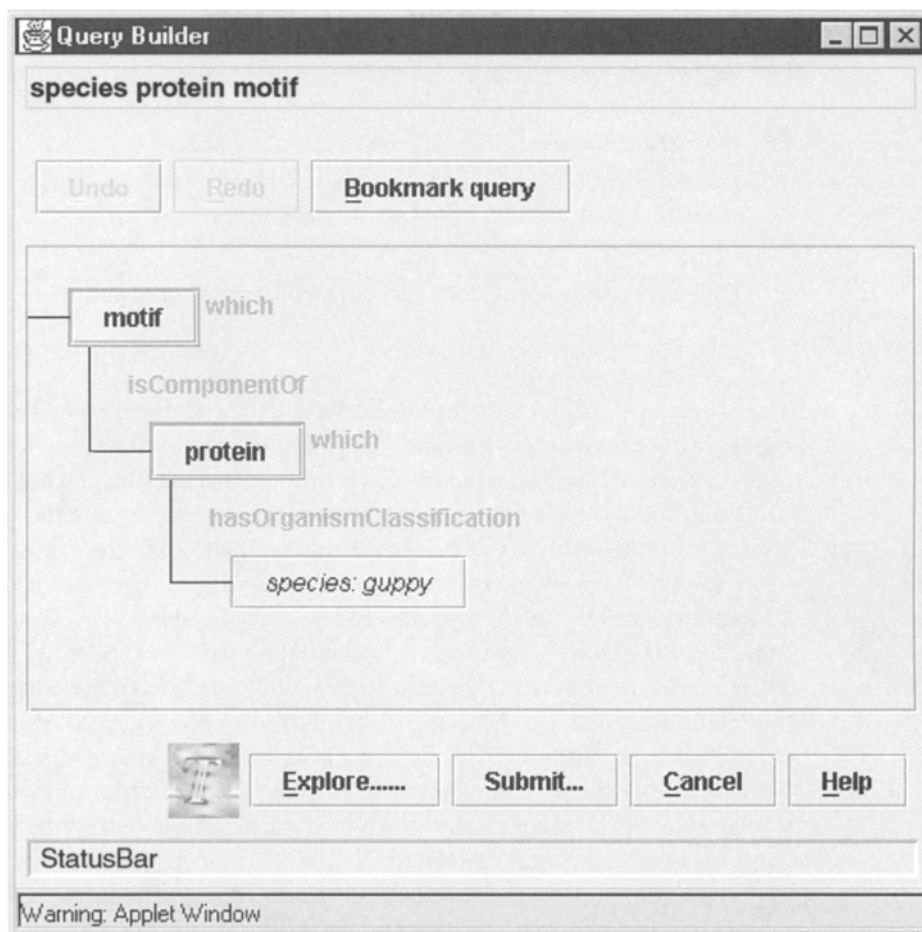 Query Builder
species protein motif
Undo Redo Bookmark query
motif which
isComponentOf
protein which
hasOrganismClassification
species: guppy
Explore...... Submit... Cancel Help
StatusBar
Warning: Applet Window